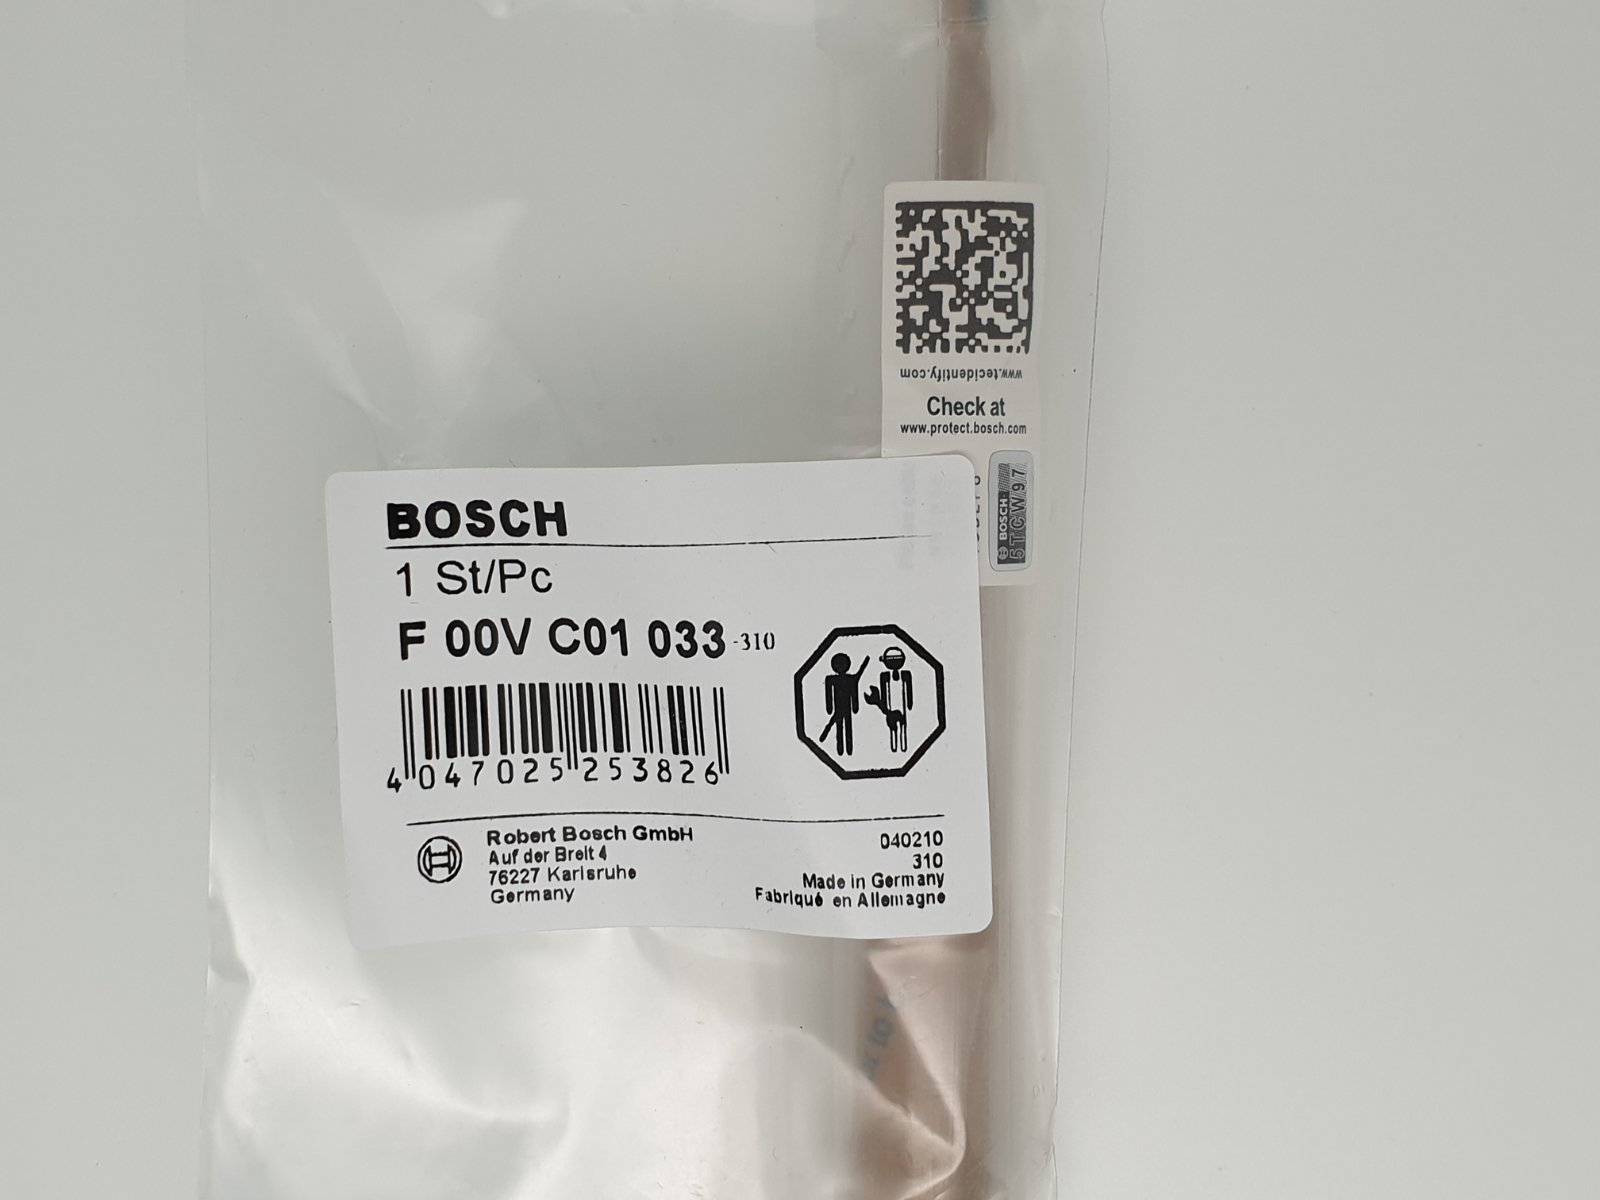 www.tecidentify.com
Check at
www.protect.bosch.com
BOSCH
5TCW97
BOSCH
1 St/Pc
F 00V C01 033 -310
4 047025 253826
Robert Bosch GmbH
Auf der Breit 4
76227 Karlsruhe
Germany
040210
310
Made in Germany
Fabriqué en Allemagne